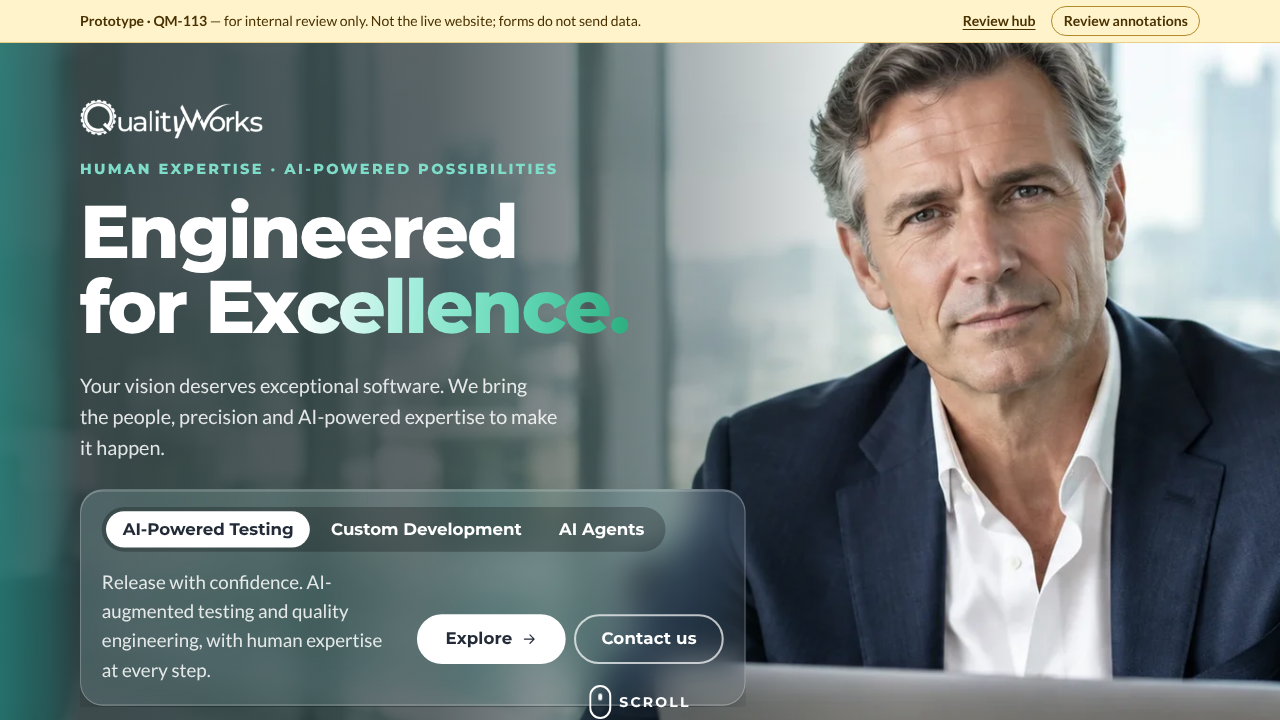 Prototype · QM-113 — for internal review only. Not the live website; forms do not send data.
Review hub
Review annotations
QualityWorks
HUMAN EXPERTISE · AI-POWERED POSSIBILITIES
Engineered
for Excellence.
Your vision deserves exceptional software. We bring
the people, precision and AI-powered expertise to make
it happen.
AI-Powered Testing
Custom Development
AI Agents
Release with confidence. AI-
augmented testing and quality
engineering, with human expertise
at every step.
Explore →
Contact us
SCROLL